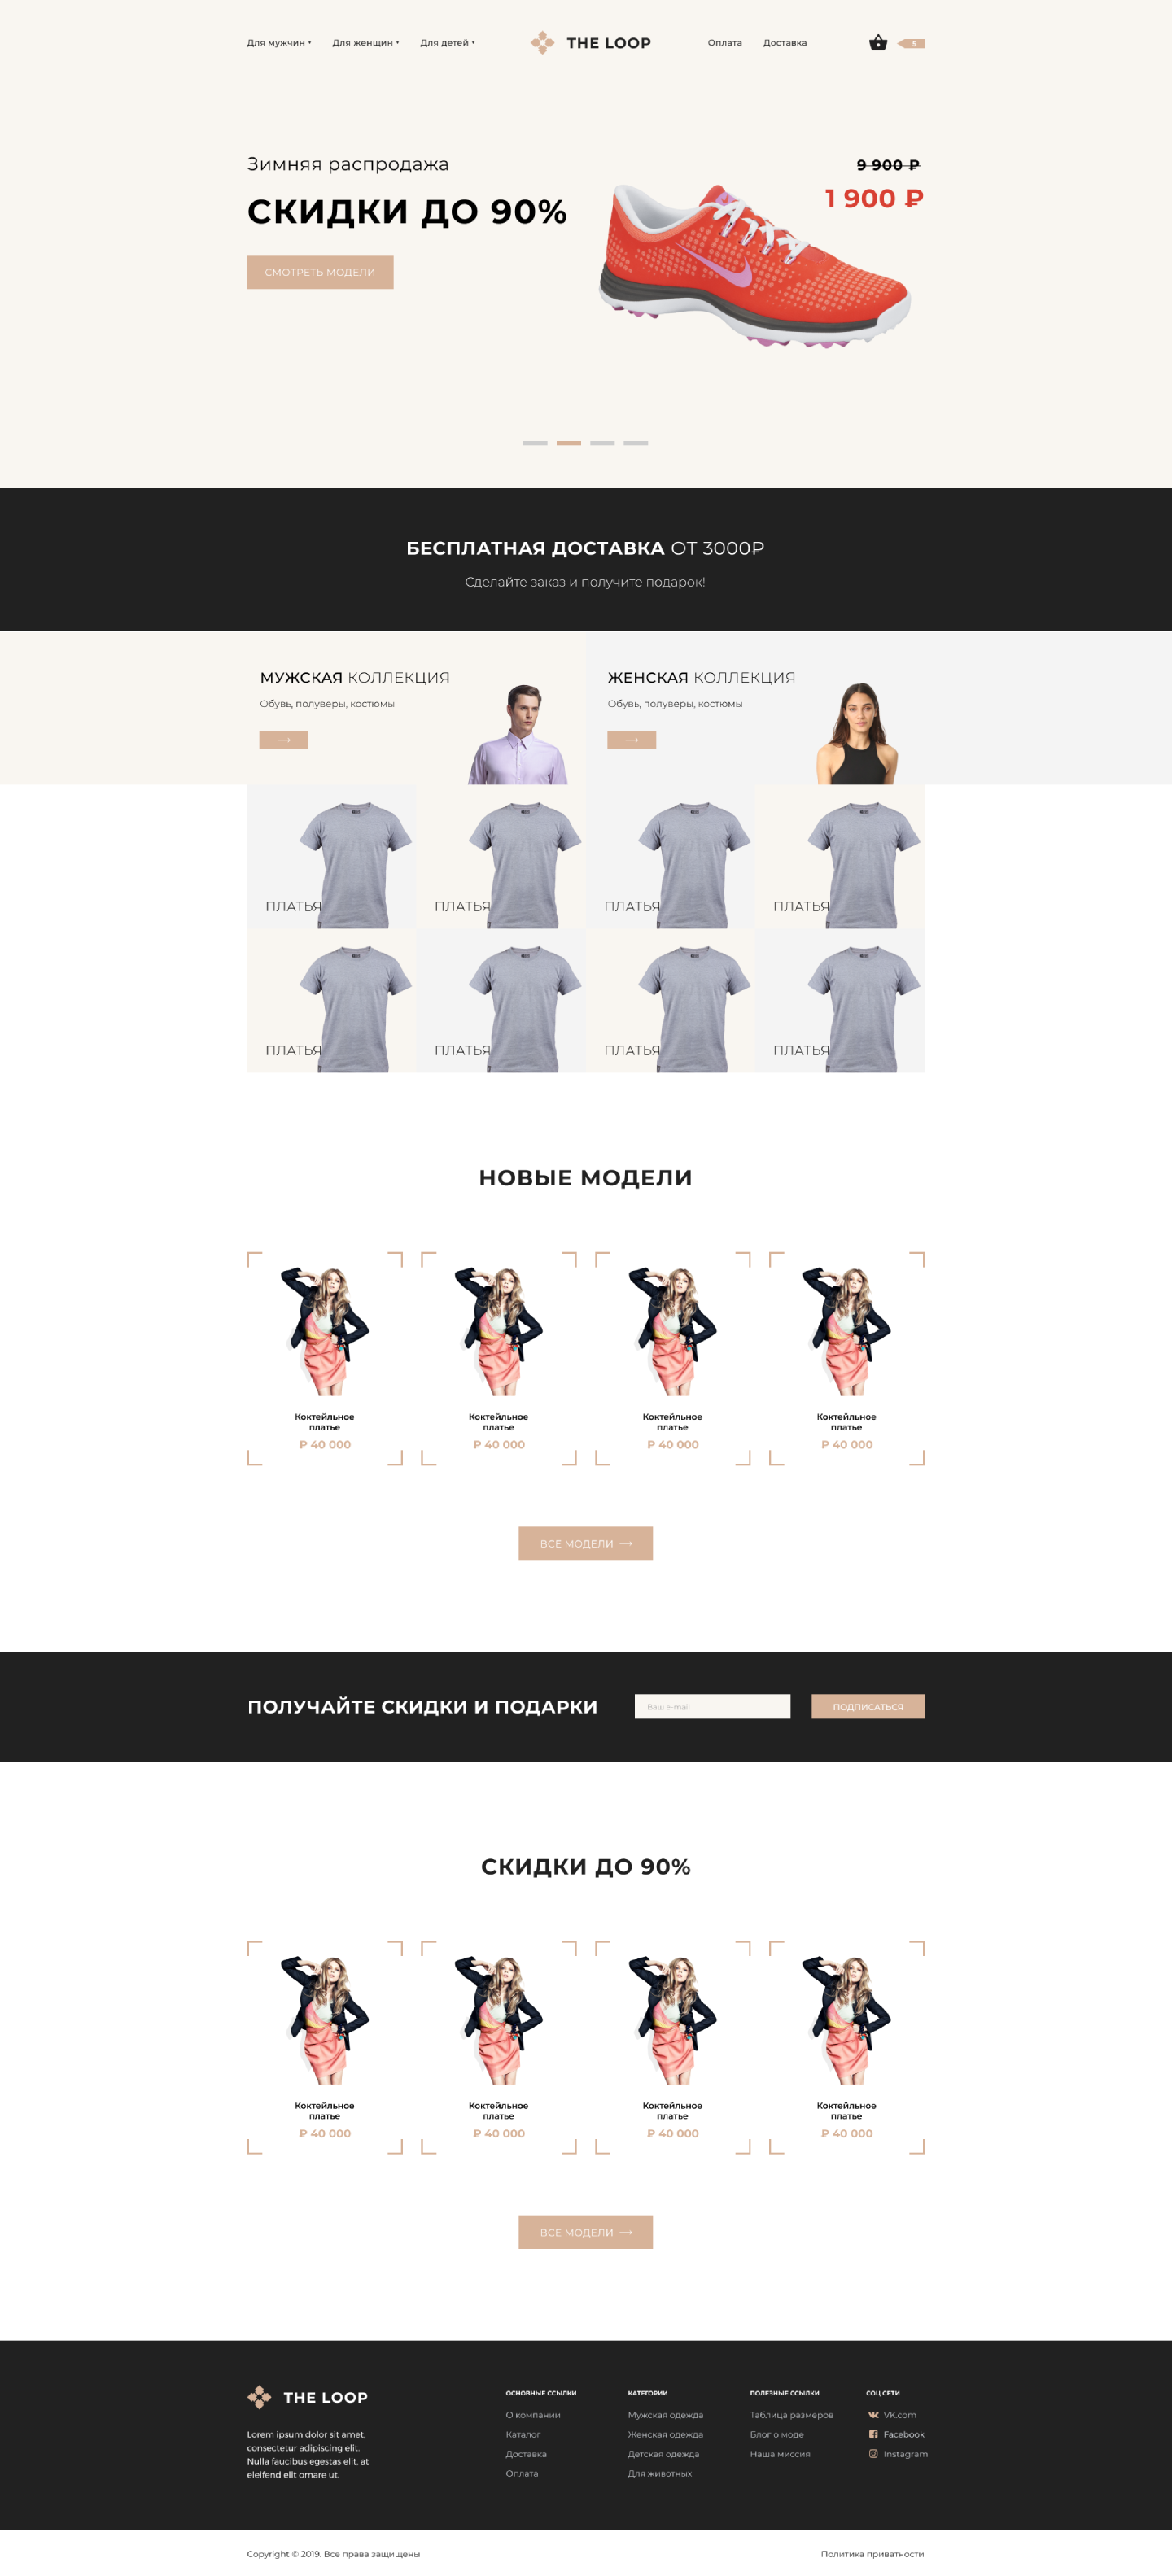 Для мужчин
Для женщин
Для детей
THE LOOP
Оплата
Доставка
5
Зимняя распродажа
СКИДКИ ДО 90%
СМОТРЕТЬ МОДЕЛИ
9 900 ₽
1 900 ₽
БЕСПЛАТНАЯ ДОСТАВКА ОТ 3000₽
Сделайте заказ и получите подарок!
МУЖСКАЯ КОЛЛЕКЦИЯ
Обувь, пуловеры, костюмы
ЖЕНСКАЯ КОЛЛЕКЦИЯ
Обувь, пуловеры, костюмы
ПЛАТЬЯ
ПЛАТЬЯ
ПЛАТЬЯ
ПЛАТЬЯ
ПЛАТЬЯ
ПЛАТЬЯ
ПЛАТЬЯ
ПЛАТЬЯ
НОВЫЕ МОДЕЛИ
Коктейльное
платье
₽ 40 000
Коктейльное
платье
₽ 40 000
Коктейльное
платье
₽ 40 000
Коктейльное
платье
₽ 40 000
ВСЕ МОДЕЛИ
ПОЛУЧАЙТЕ СКИДКИ И ПОДАРКИ
Ваш e-mail
ПОДПИСАТЬСЯ
СКИДКИ ДО 90%
Коктейльное
платье
₽ 40 000
Коктейльное
платье
₽ 40 000
Коктейльное
платье
₽ 40 000
Коктейльное
платье
₽ 40 000
ВСЕ МОДЕЛИ
THE LOOP
Lorem ipsum dolor sit amet,
consectetur adipiscing elit.
Nulla faucibus egestas elit, at
eleifend elit ornare ut.
ОСНОВНЫЕ ССЫЛКИ
О компании
Каталог
Доставка
Оплата
КАТЕГОРИИ
Мужская одежда
Женская одежда
Детская одежда
Для животных
ПОЛЕЗНЫЕ ССЫЛКИ
Таблица размеров
Блог о моде
Наша миссия
СОЦ СЕТИ
VK.com
Facebook
Instagram
Copyright © 2019. Все права защищены
Политика приватности